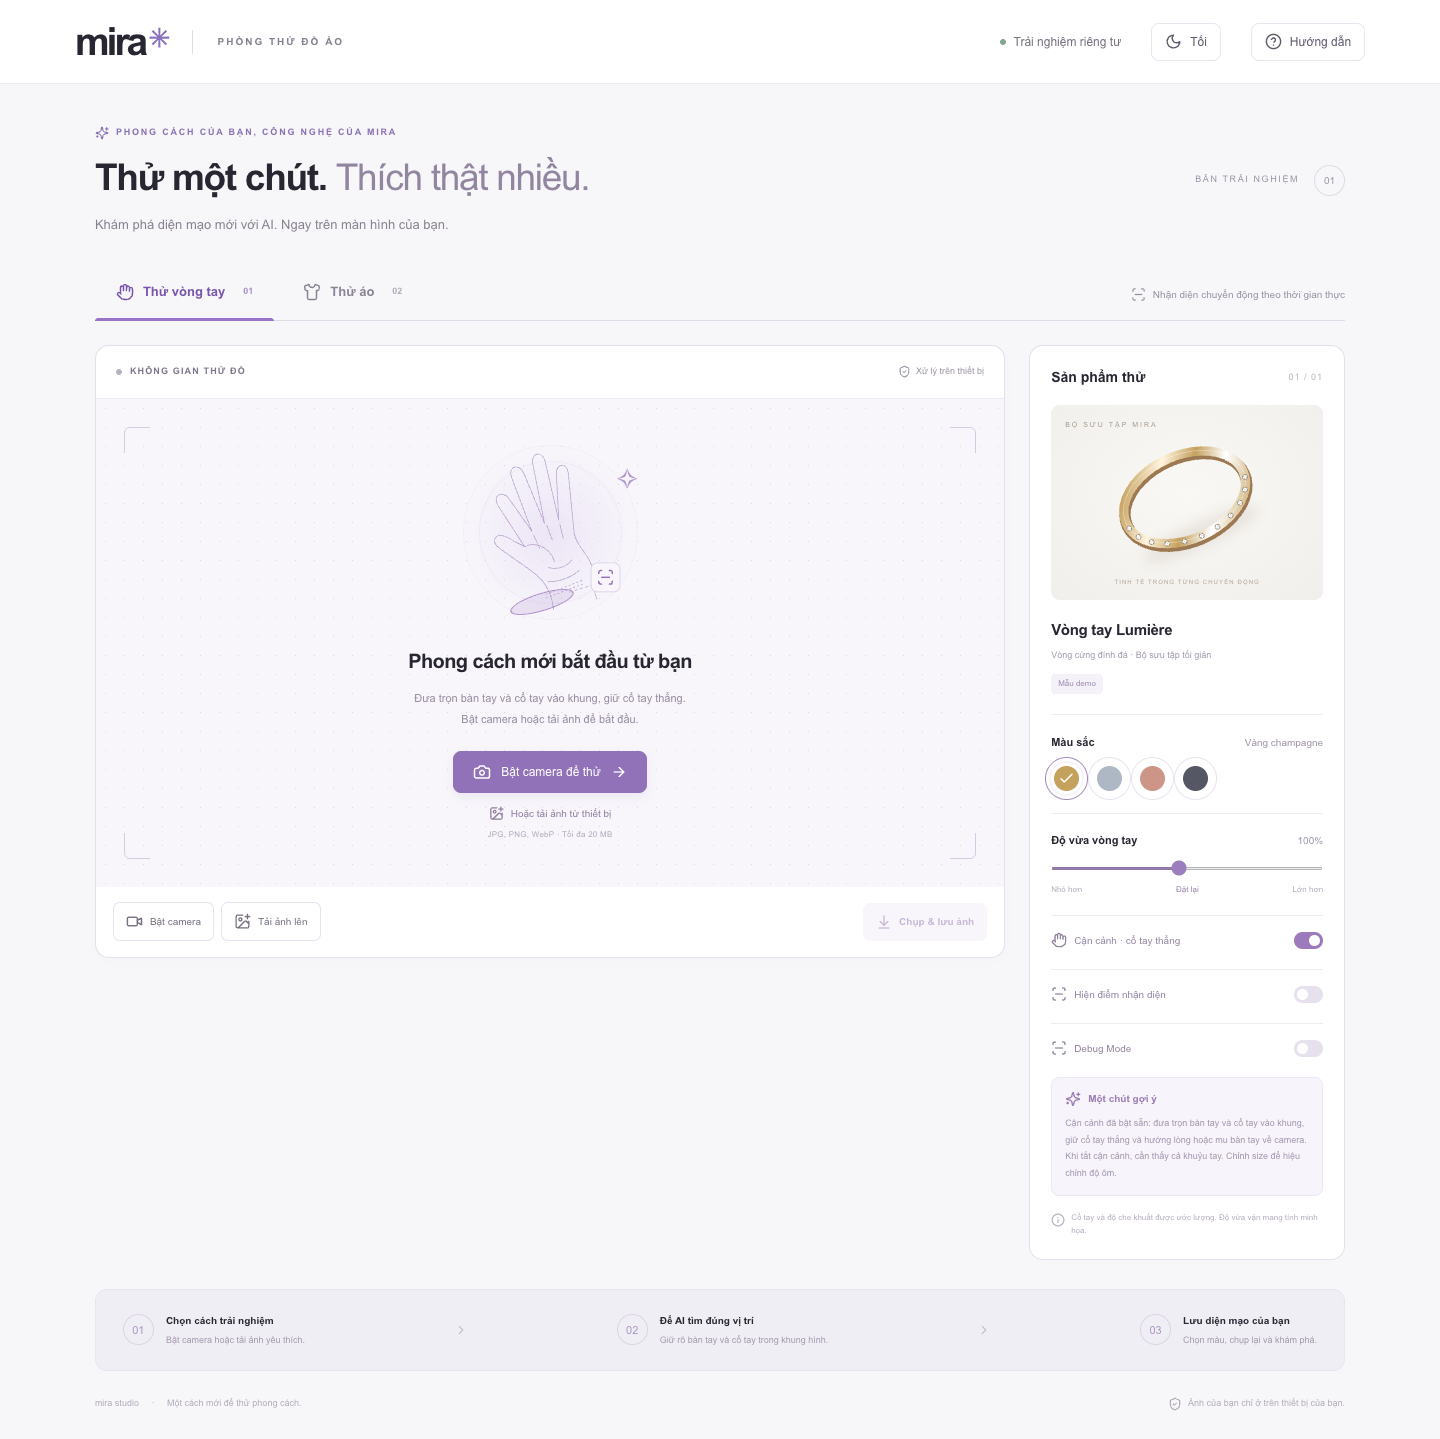 mira
PHÒNG THỬ ĐỒ ẢO
Trải nghiệm riêng tư
Tối
Hướng dẫn
PHONG CÁCH CỦA BẠN, CÔNG NGHỆ CỦA MIRA
Thử một chút. Thích thật nhiều.
BẢN TRẢI NGHIỆM
01
Khám phá diện mạo mới với AI. Ngay trên màn hình của bạn.
Thử vòng tay 01
Thử áo 02
Nhận diện chuyển động theo thời gian thực
KHÔNG GIAN THỬ ĐỒ
Xử lý trên thiết bị
Phong cách mới bắt đầu từ bạn
Đưa trọn bàn tay và cổ tay vào khung, giữ cổ tay thẳng.
Bật camera hoặc tải ảnh để bắt đầu.
Bật camera để thử
Hoặc tải ảnh từ thiết bị
JPG, PNG, WebP · Tối đa 20 MB
Bật camera
Tải ảnh lên
Chụp & lưu ảnh
Sản phẩm thử
01 / 01
BỘ SƯU TẬP MIRA
TINH TẾ TRONG TỪNG CHUYỂN ĐỘNG
Vòng tay Lumière
Vòng cứng đính đá · Bộ sưu tập tối giản
Mẫu demo
Màu sắc
Vàng champagne
Độ vừa vòng tay
100%
Nhỏ hơn
Đặt lại
Lớn hơn
Cận cảnh · cổ tay thẳng
Hiện điểm nhận diện
Debug Mode
Một chút gợi ý
Cận cảnh đã bật sẵn: đưa trọn bàn tay và cổ tay vào khung,
giữ cổ tay thẳng và hướng lòng hoặc mu bàn tay về camera.
Khi tắt cận cảnh, cần thấy cả khuỷu tay. Chỉnh size để hiệu
chỉnh độ ôm.
Cổ tay và độ che khuất được ước lượng. Độ vừa vặn mang tính minh
họa.
01
Chọn cách trải nghiệm
Bật camera hoặc tải ảnh yêu thích.
02
Để AI tìm đúng vị trí
Giữ rõ bàn tay và cổ tay trong khung hình.
03
Lưu diện mạo của bạn
Chọn màu, chụp lại và khám phá.
mira studio · Một cách mới để thử phong cách.
Ảnh của bạn chỉ ở trên thiết bị của bạn.